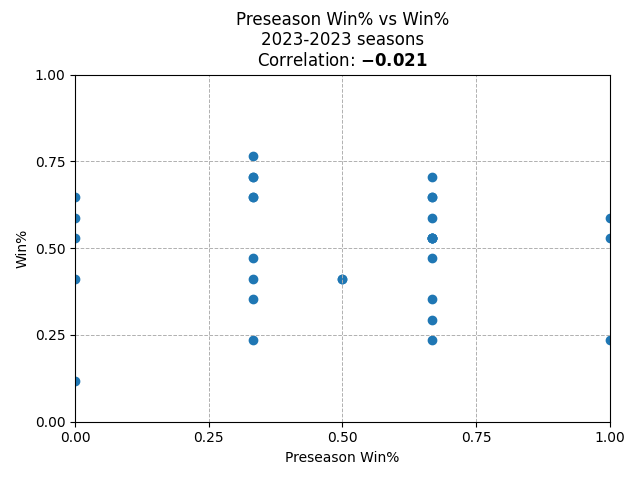 Preseason Win% vs Win%
2023-2023 seasons
Correlation: −0.021
1.00
0.75
0.50
0.25
0.00
Win%
0.00 0.25 0.50 0.75 1.00
Preseason Win%